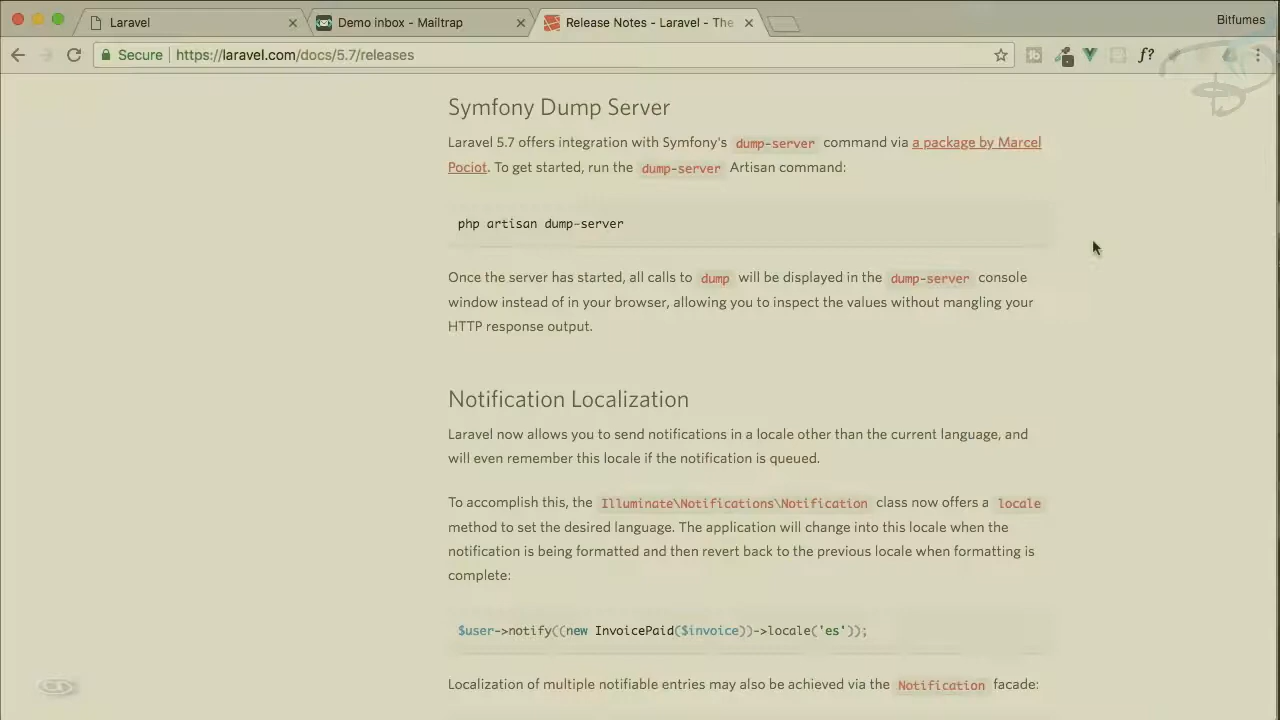 Laravel
Demo inbox - Mailtrap
Release Notes - Laravel - The
Bitfumes
Secure
https://laravel.com/docs/5.7/releases
f?
Symfony Dump Server
Laravel 5.7 offers integration with Symfony's dump-server command via a package by Marcel
Pociot. To get started, run the dump-server Artisan command:
php artisan dump-server
Once the server has started, all calls to dump will be displayed in the dump-server console
window instead of in your browser, allowing you to inspect the values without mangling your
HTTP response output.
Notification Localization
Laravel now allows you to send notifications in a locale other than the current language, and
will even remember this locale if the notification is queued.
To accomplish this, the Illuminate\Notifications\Notification class now offers a locale
method to set the desired language. The application will change into this locale when the
notification is being formatted and then revert back to the previous locale when formatting is
complete:
$user->notify((new InvoicePaid($invoice))->locale('es'));
Localization of multiple notifiable entries may also be achieved via the Notification facade: